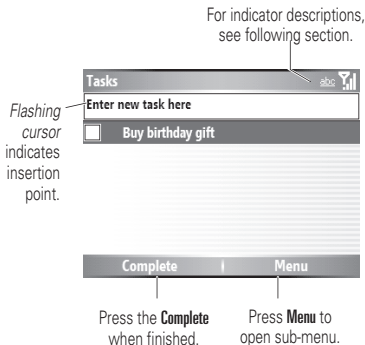 For indicator descriptions,
see following section.
Tasks
abc
Enter new task here
Flashing
cursor
indicates
insertion
point.
Buy birthday gift
Complete
Menu
Press the Complete
when finished.
Press Menu to
open sub-menu.